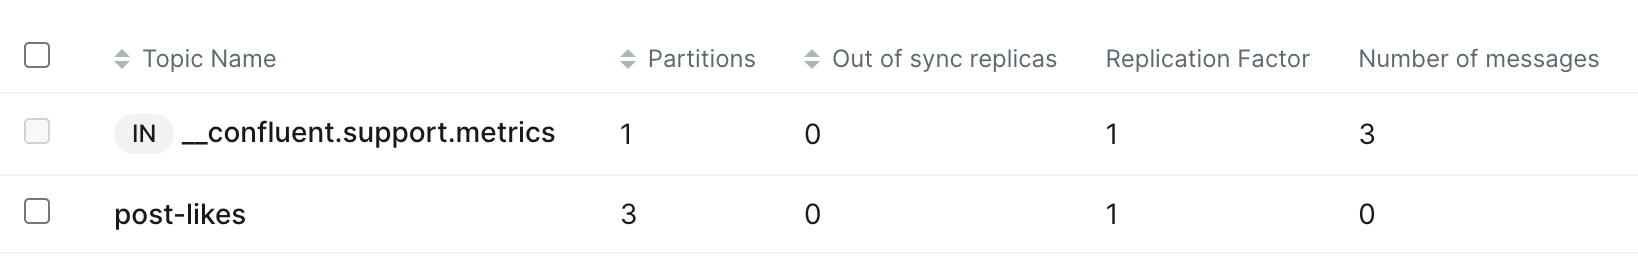 Topic Name Partitions Out of sync replicas Replication Factor Number of messages
IN __confluent.support.metrics 1 0 1 3
post-likes 3 0 1 0